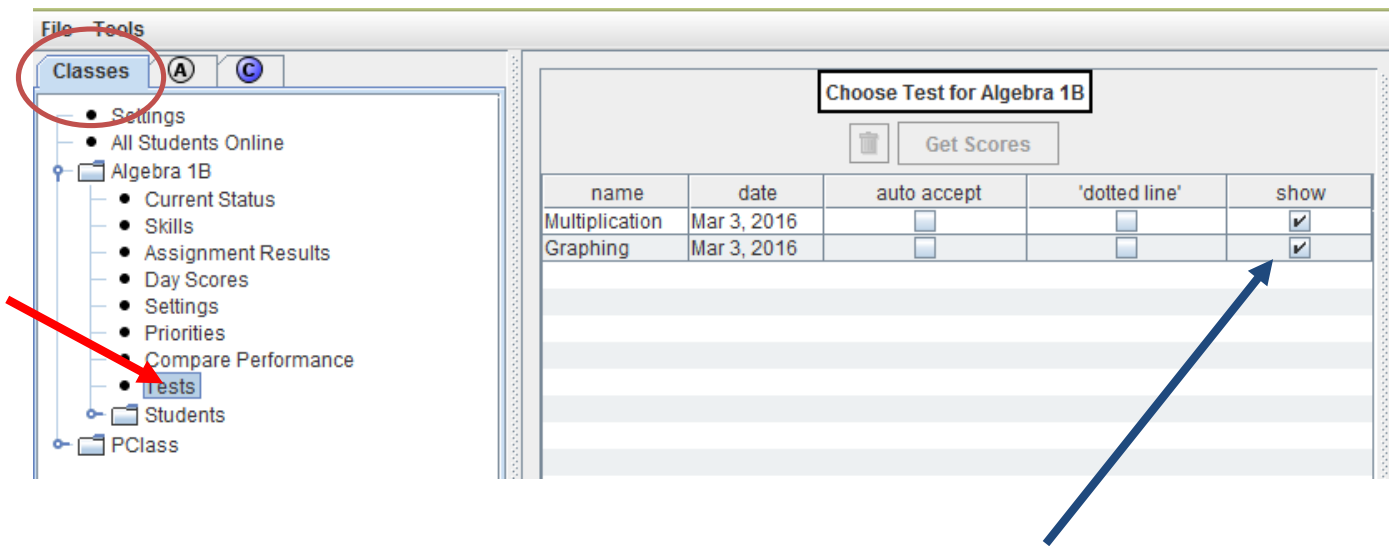 File Tools
Classes A C
Settings
All Students Online
Algebra 1B
Current Status
Skills
Assignment Results
Day Scores
Settings
Priorities
Compare Performance
Tests
Students
PClass
Choose Test for Algebra 1B
Get Scores
name date auto accept 'dotted line' show
Multiplication Mar 3, 2016
Graphing Mar 3, 2016